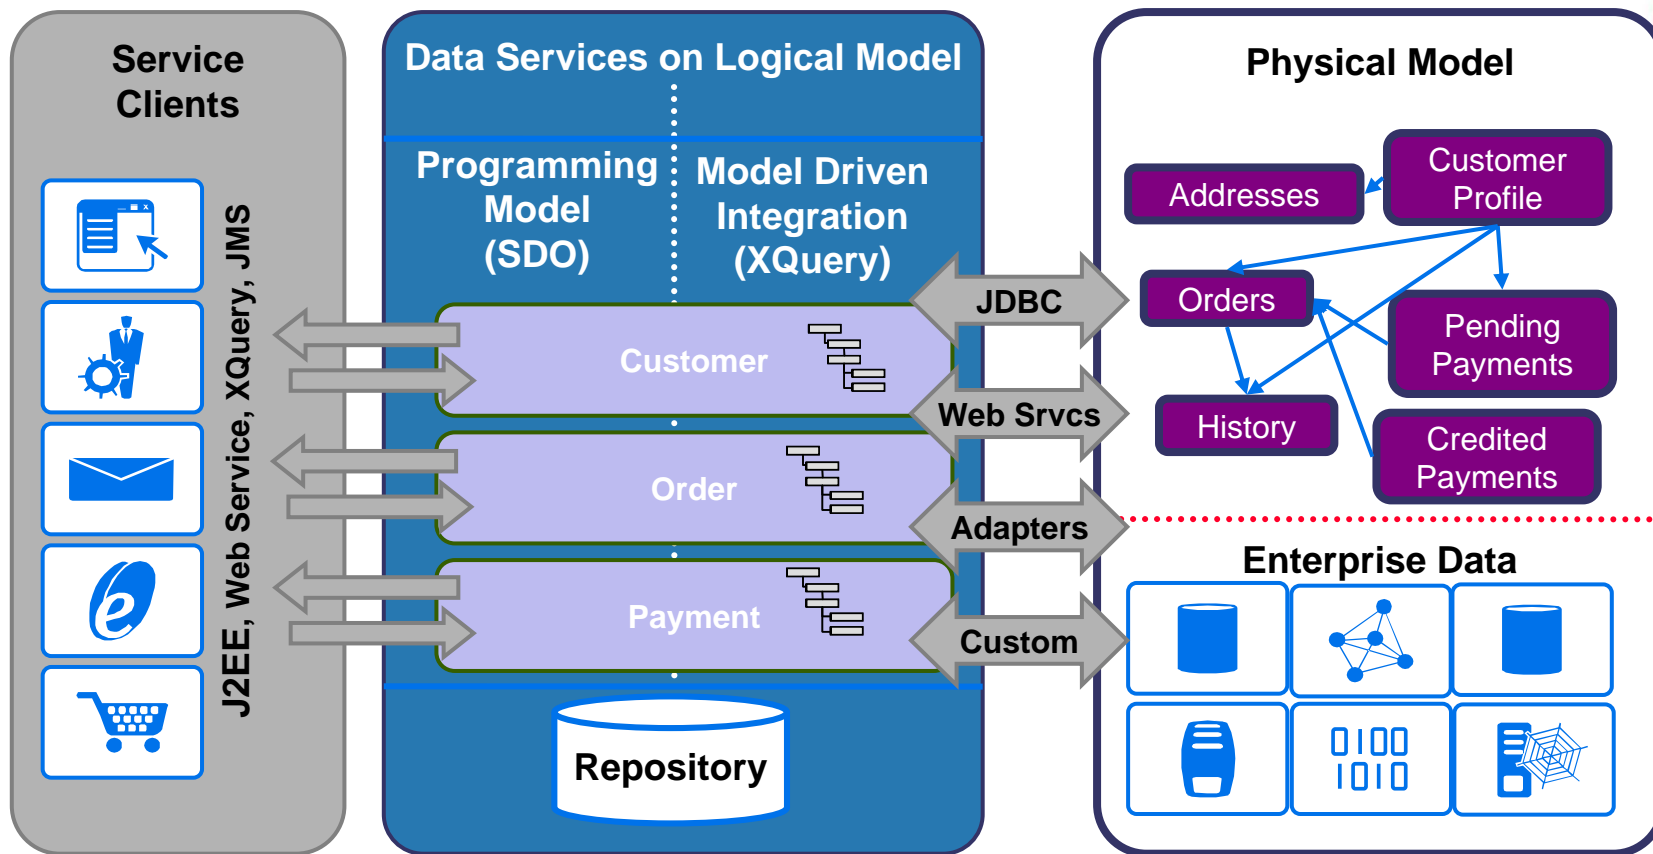 Service
Clients
J2EE, Web Service, XQuery, JMS
Data Services on Logical Model
Programming
Model
(SDO)
Model Driven
Integration
(XQuery)
Customer
Order
Payment
Repository
JDBC
Web Srvcs
Adapters
Custom
Physical Model
Customer
Profile
Addresses
Orders
Pending
Payments
History
Credited
Payments
Enterprise Data
0100
1010